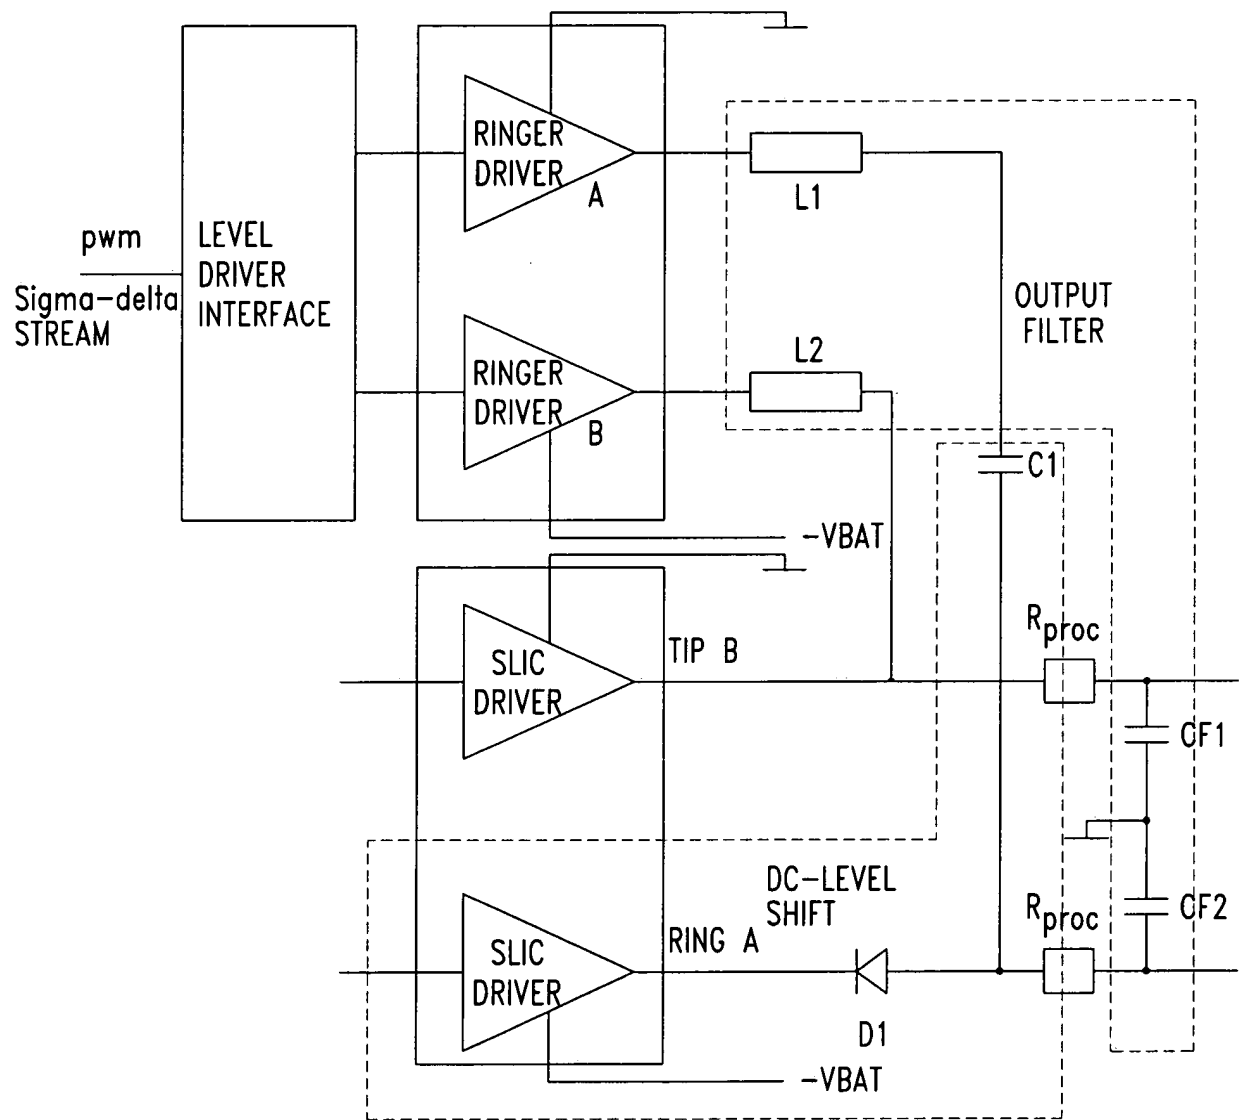 pwm
Sigma-delta
STREAM
LEVEL
DRIVER
INTERFACE
RINGER
DRIVER
A
RINGER
DRIVER
B
L1
L2
OUTPUT
FILTER
C1
-VBAT
SLIC
DRIVER
TIP B
Rproc
CF1
SLIC
DRIVER
RING A
DC-LEVEL
SHIFT
D1
Rproc
CF2
-VBAT